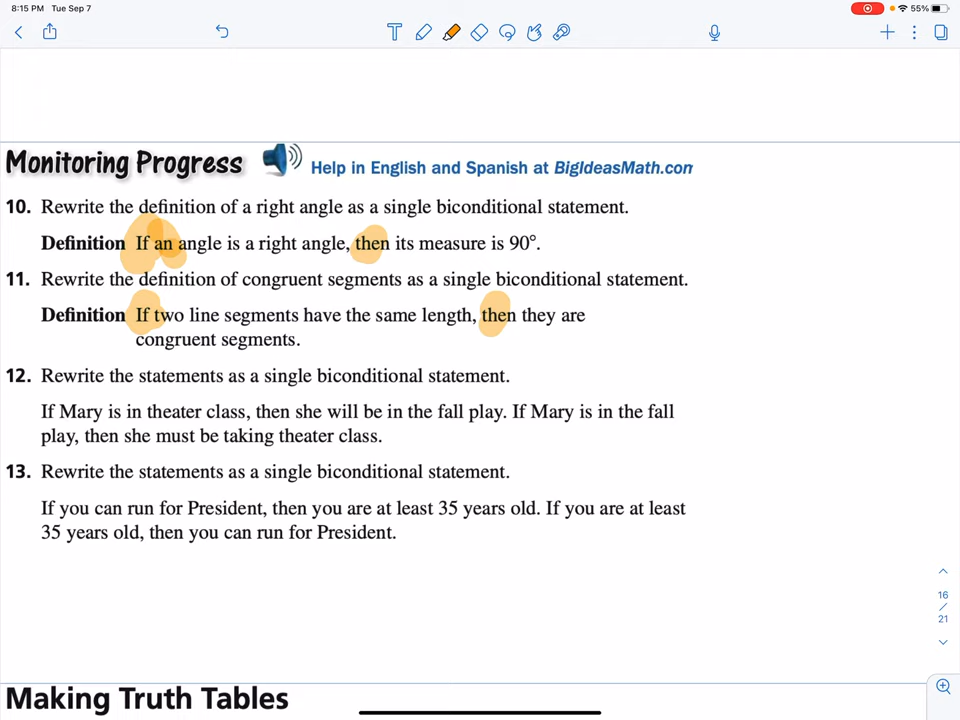 8:15 PM Tue Sep 7
55%
Monitoring Progress
Help in English and Spanish at BigIdeasMath.com
10. Rewrite the definition of a right angle as a single biconditional statement.
Definition If an angle is a right angle, then its measure is 90°.
11. Rewrite the definition of congruent segments as a single biconditional statement.
Definition If two line segments have the same length, then they are
congruent segments.
12. Rewrite the statements as a single biconditional statement.
If Mary is in theater class, then she will be in the fall play. If Mary is in the fall
play, then she must be taking theater class.
13. Rewrite the statements as a single biconditional statement.
If you can run for President, then you are at least 35 years old. If you are at least
35 years old, then you can run for President.
16
/
21
Making Truth Tables